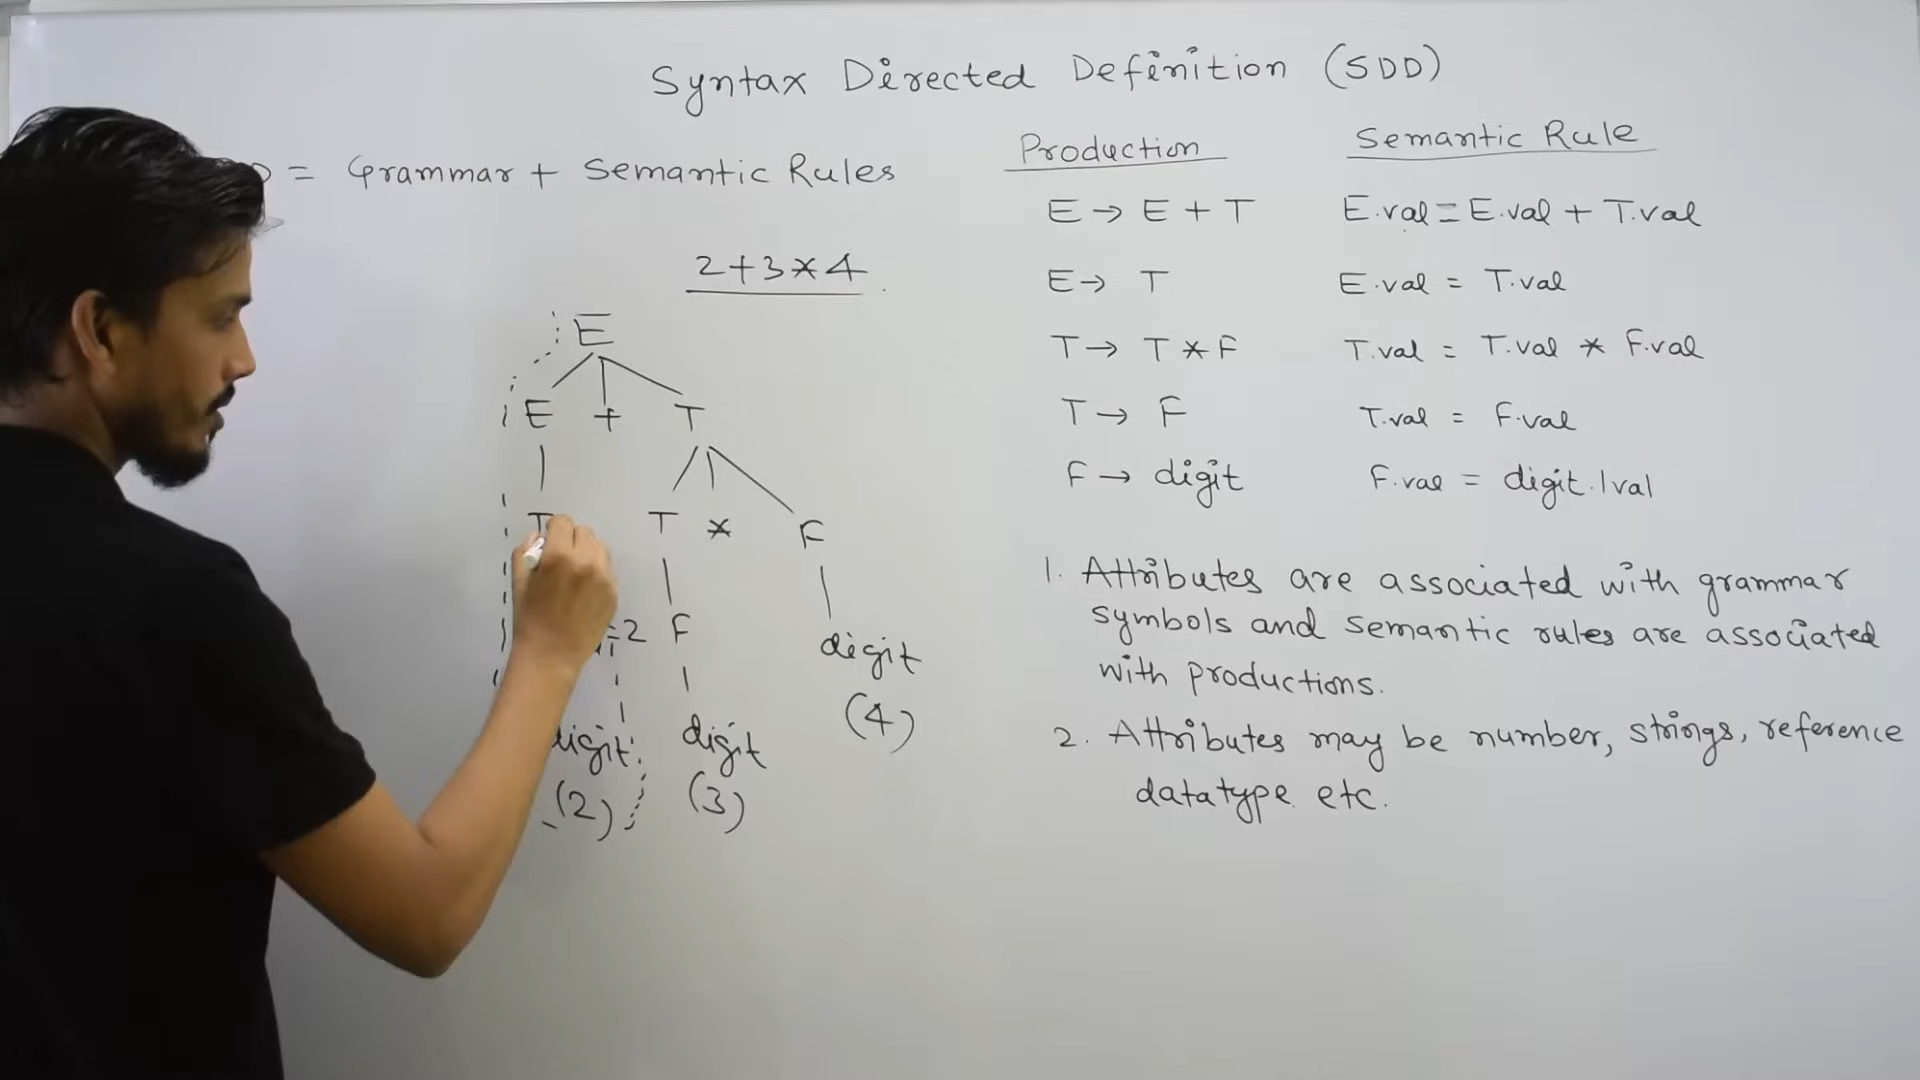 Syntax Directed Definition (SDD)
D = Grammar + Semantic Rules
2+3*4
E
E + T
T T * F
=2 F
digit
(4)
digit digit
(2) (3)
Production Semantic Rule
E → E + T E.val = E.val + T.val
E → T E.val = T.val
T → T * F T.val = T.val * F.val
T → F T.val = F.val
F → digit F.val = digit.lval
1. Attributes are associated with grammar
symbols and semantic rules are associated
with productions.
2. Attributes may be number, strings, reference
datatype etc.